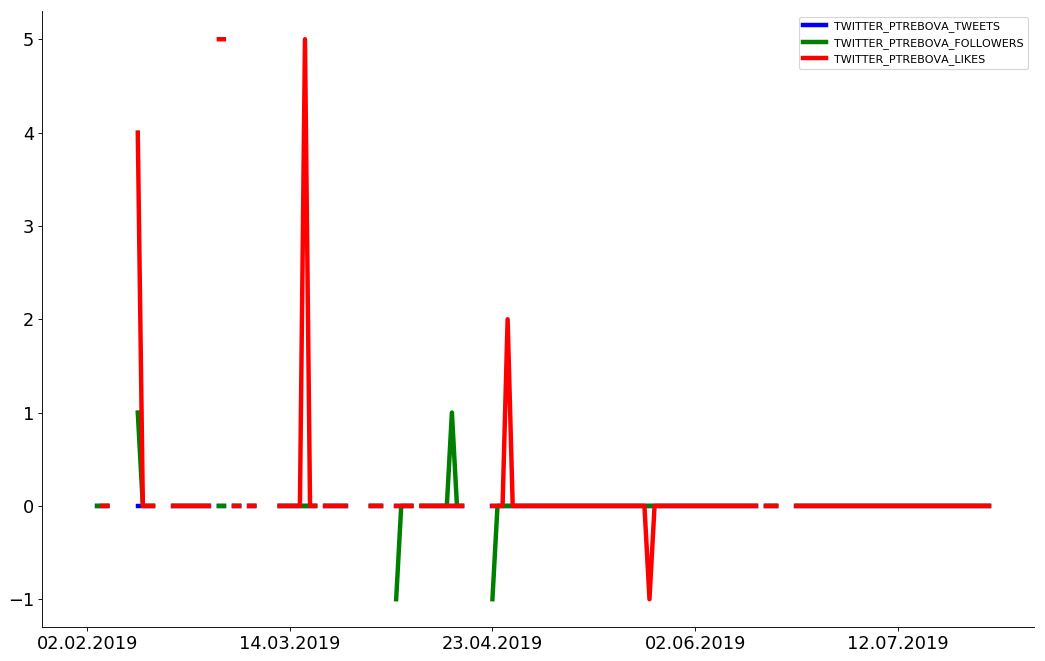 TWITTER_PTREBOVA_TWEETS
TWITTER_PTREBOVA_FOLLOWERS
TWITTER_PTREBOVA_LIKES
5
4
3
2
1
0
−1
02.02.2019 14.03.2019 23.04.2019 02.06.2019 12.07.2019